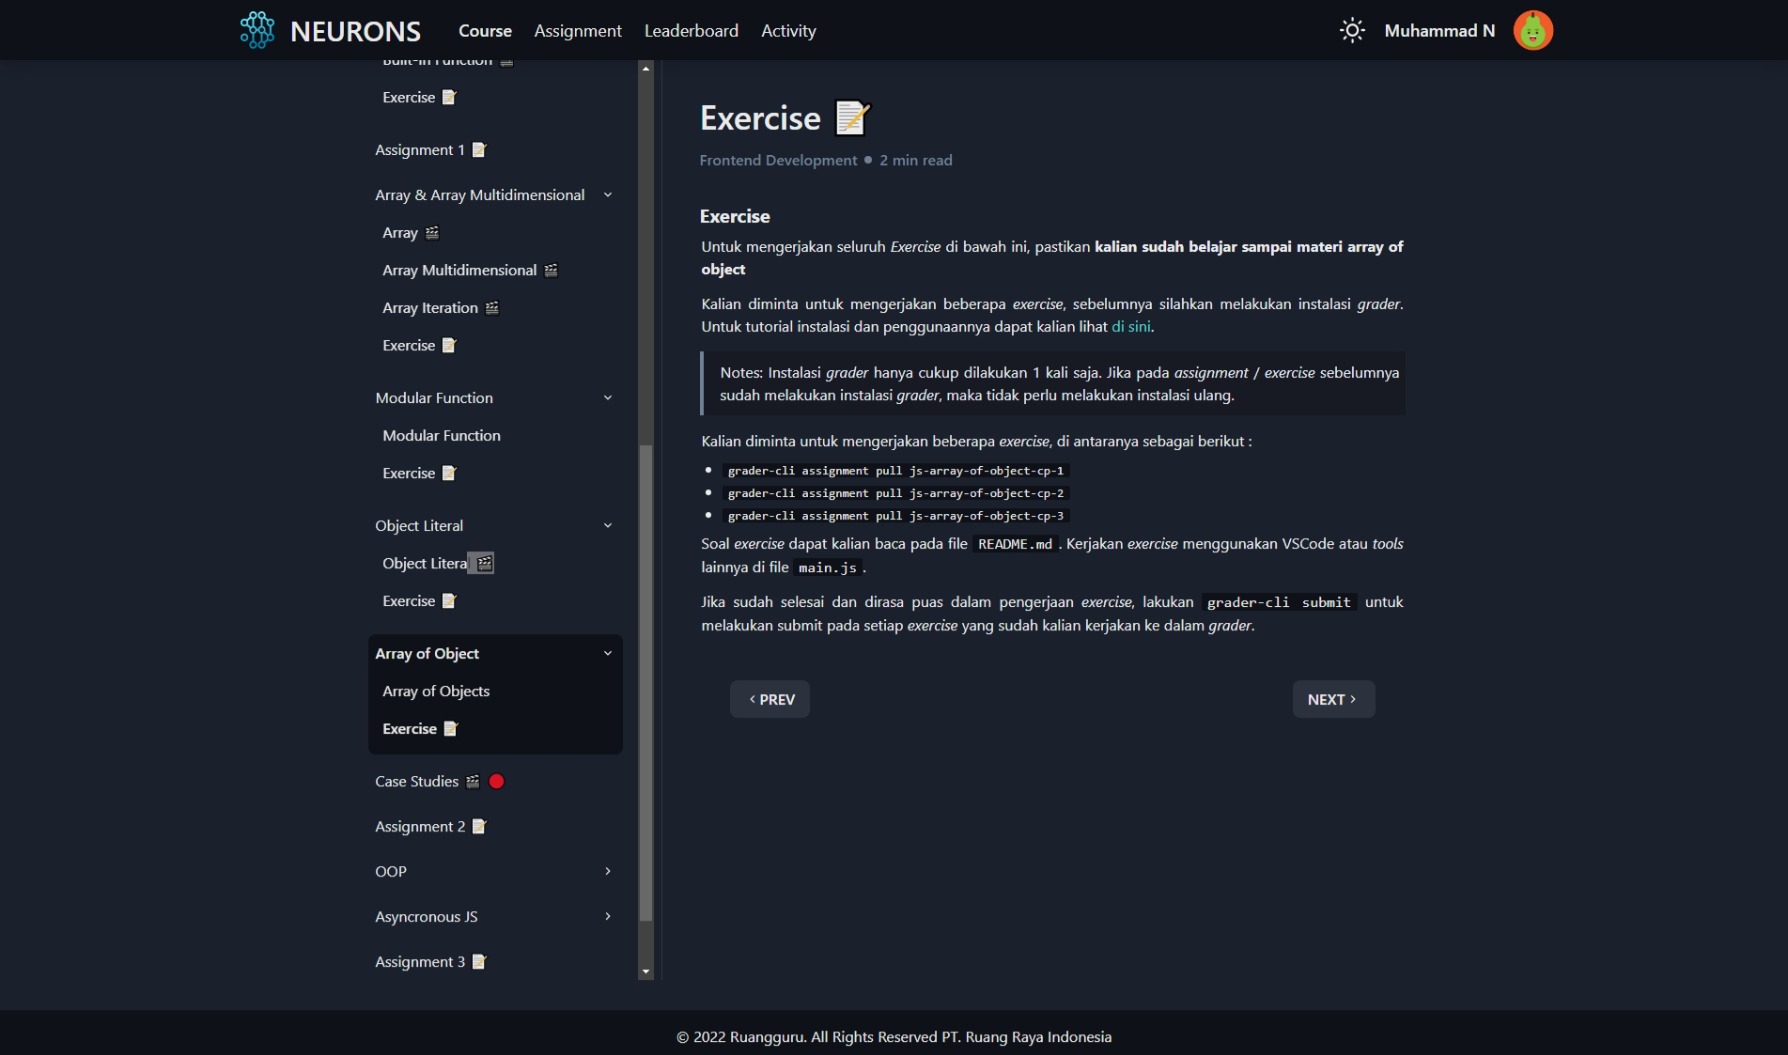 NEURONS Course Assignment Leaderboard Activity Muhammad N
Built-in Function
Exercise
Assignment 1
Array & Array Multidimensional
Array
Array Multidimensional
Array Iteration
Exercise
Modular Function
Modular Function
Exercise
Object Literal
Object Litera
Exercise
Array of Object
Array of Objects
Exercise
Case Studies
Assignment 2
OOP
Asyncronous JS
Assignment 3
Exercise
Frontend Development • 2 min read
Exercise
Untuk mengerjakan seluruh Exercise di bawah ini, pastikan kalian sudah belajar sampai materi array of
object
Kalian diminta untuk mengerjakan beberapa exercise, sebelumnya silahkan melakukan instalasi grader.
Untuk tutorial instalasi dan penggunaannya dapat kalian lihat di sini.
Notes: Instalasi grader hanya cukup dilakukan 1 kali saja. Jika pada assignment / exercise sebelumnya
sudah melakukan instalasi grader, maka tidak perlu melakukan instalasi ulang.
Kalian diminta untuk mengerjakan beberapa exercise, di antaranya sebagai berikut :
• grader-cli assignment pull js-array-of-object-cp-1
• grader-cli assignment pull js-array-of-object-cp-2
• grader-cli assignment pull js-array-of-object-cp-3
Soal exercise dapat kalian baca pada file README.md . Kerjakan exercise menggunakan VSCode atau tools
lainnya di file main.js .
Jika sudah selesai dan dirasa puas dalam pengerjaan exercise, lakukan grader-cli submit untuk
melakukan submit pada setiap exercise yang sudah kalian kerjakan ke dalam grader.
‹ PREV NEXT ›
© 2022 Ruangguru. All Rights Reserved PT. Ruang Raya Indonesia